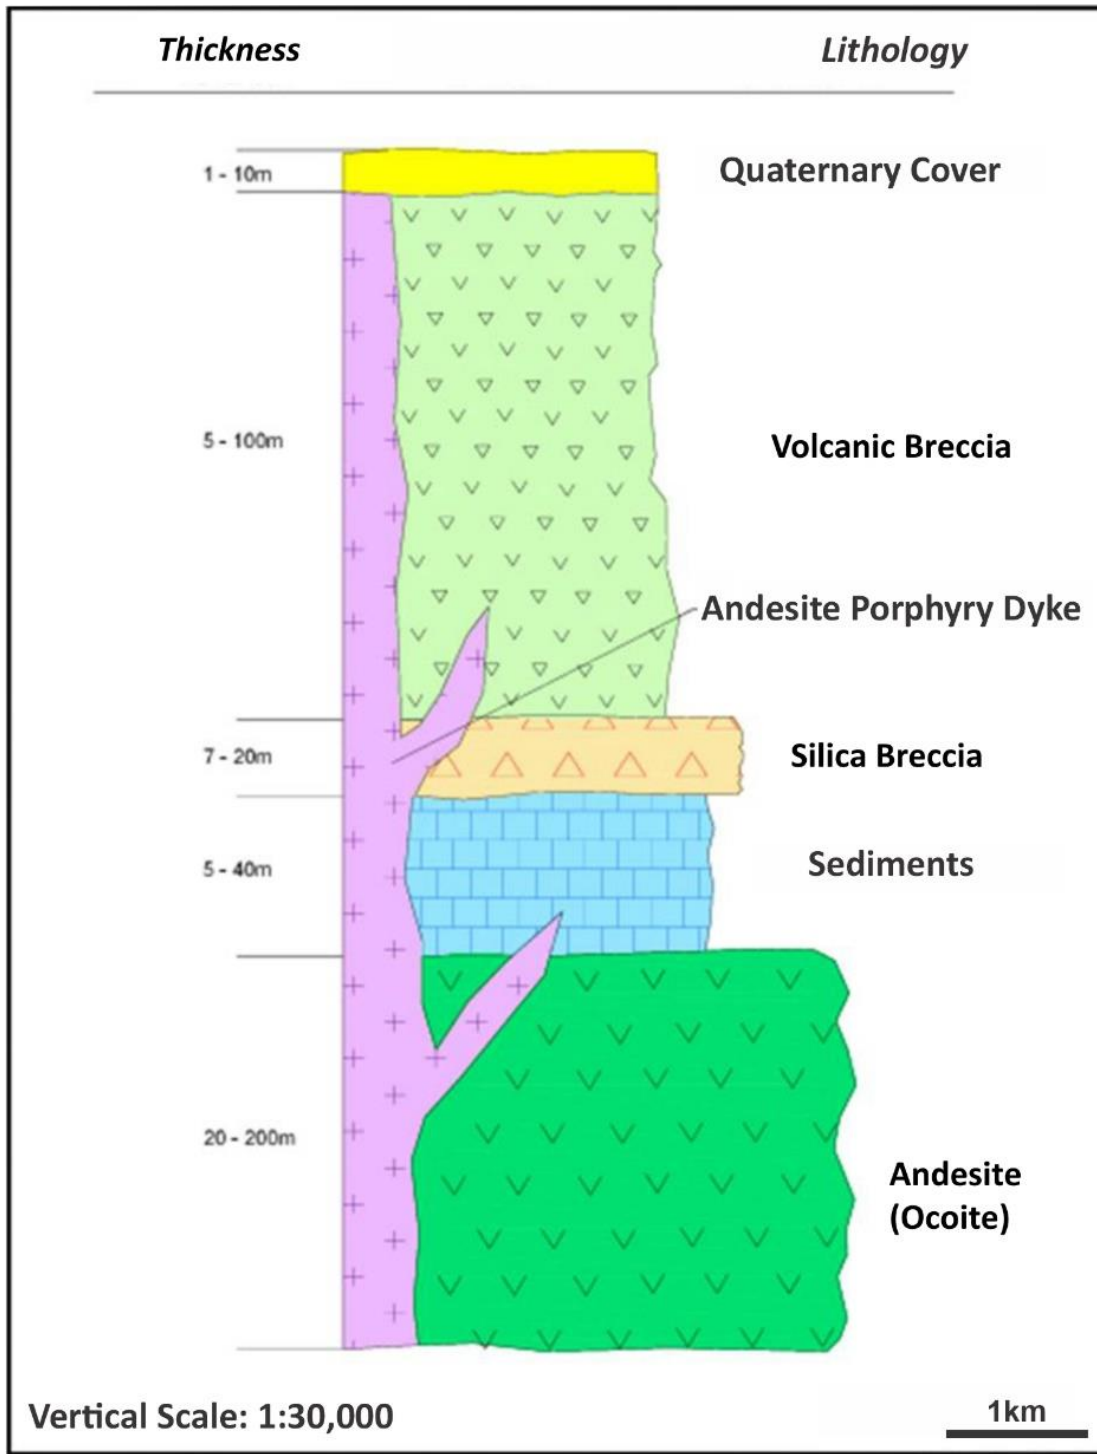 Thickness
Lithology
1 - 10m
Quaternary Cover
5 - 100m
Volcanic Breccia
Andesite Porphyry Dyke
7 - 20m
Silica Breccia
5 - 40m
Sediments
20 - 200m
Andesite
(Ocoite)
Vertical Scale: 1:30,000
1km